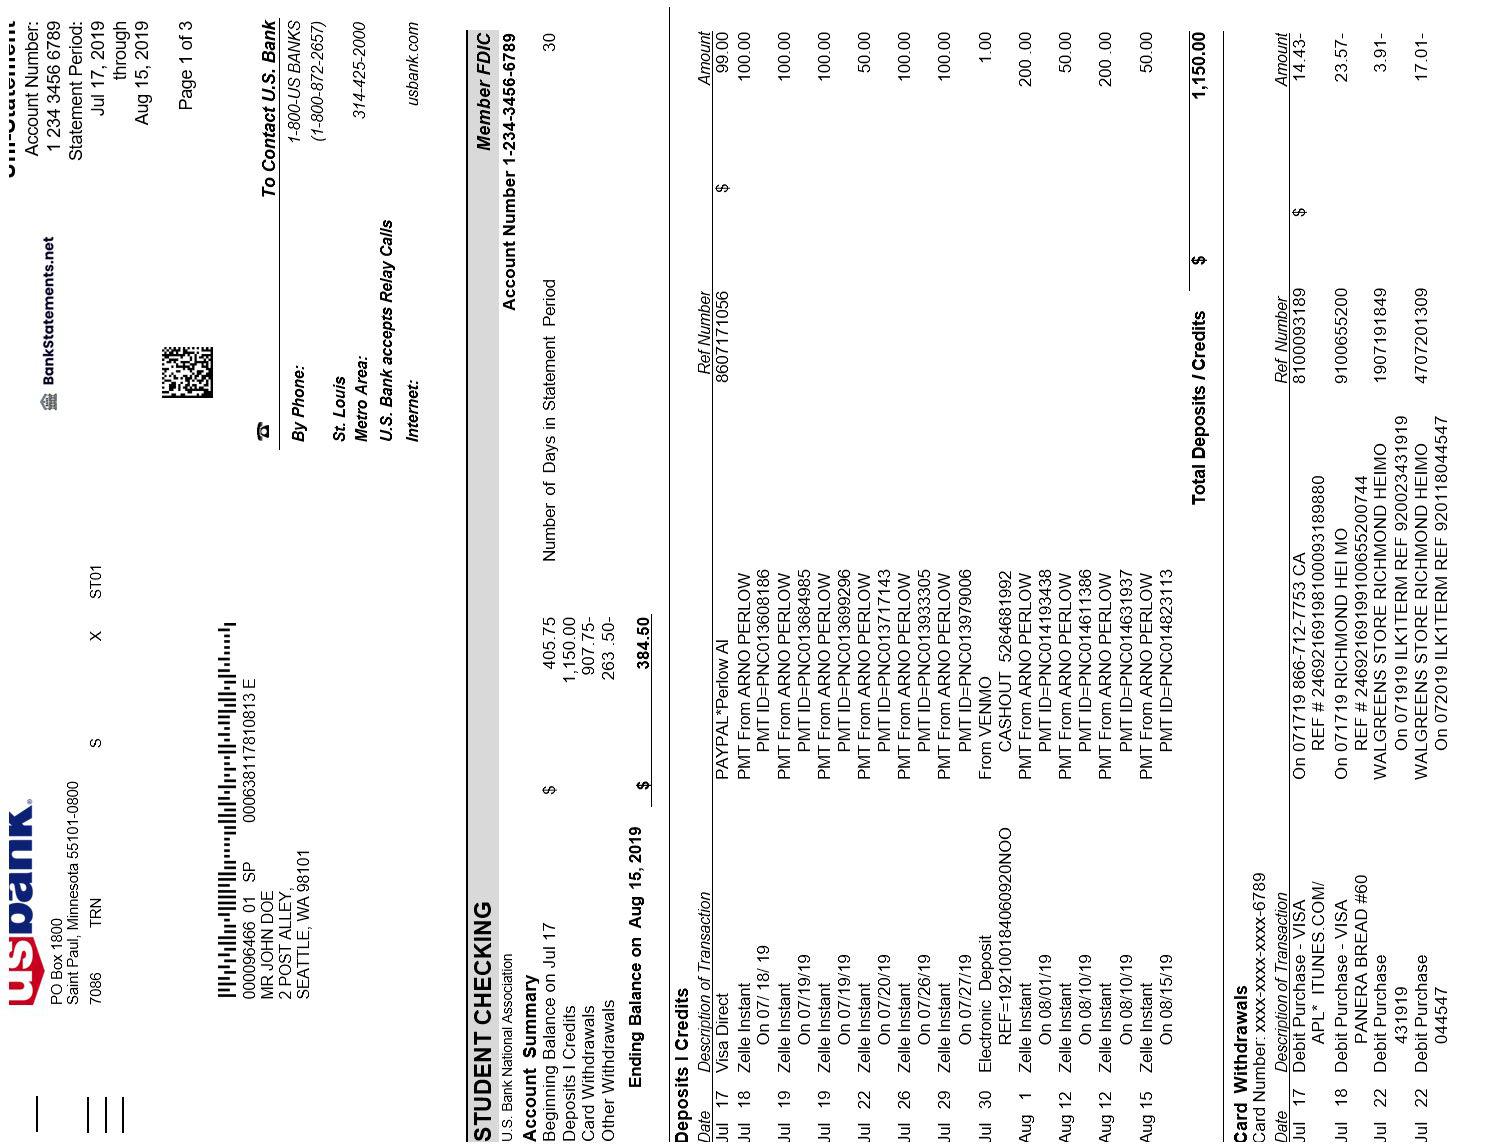 usbank
PO Box 1800
Saint Paul, Minnesota 55101-0800
7086 TRN S X ST01
BankStatements.net
Uni-Statement
Account Number:
1 234 3456 6789
Statement Period:
Jul 17, 2019
through
Aug 15, 2019
Page 1 of 3
000096466 01 SP 000638117810813 E
MR JOHN DOE
2 POST ALLEY,
SEATTLE, WA 98101
To Contact U.S. Bank
By Phone: 1-800-US BANKS
(1-800-872-2657)
St. Louis
Metro Area: 314-425-2000
U.S. Bank accepts Relay Calls
Internet: usbank.com
STUDENT CHECKING Member FDIC
U.S. Bank National Association Account Number 1-234-3456-6789
Account Summary
Beginning Balance on Jul 17 $ 405.75 Number of Days in Statement Period 30
Deposits I Credits 1,150.00
Card Withdrawals 907.75-
Other Withdrawals 263 .50-
Ending Balance on Aug 15, 2019 $ 384.50
Deposits I Credits
Date Description of Transaction Ref Number Amount
Jul 17 Visa Direct PAYPAL*Perlow Al 8607171056 $ 99.00
Jul 18 Zelle Instant PMT From ARNO PERLOW 100.00
On 07/ 18/ 19 PMT ID=PNC013608186
Jul 19 Zelle Instant PMT From ARNO PERLOW 100.00
On 07/19/19 PMT ID=PNC013684985
Jul 19 Zelle Instant PMT From ARNO PERLOW 100.00
On 07/19/19 PMT ID=PNC013699296
Jul 22 Zelle Instant PMT From ARNO PERLOW 50.00
On 07/20/19 PMT ID=PNC013717143
Jul 26 Zelle Instant PMT From ARNO PERLOW 100.00
On 07/26/19 PMT ID=PNC013933305
Jul 29 Zelle Instant PMT From ARNO PERLOW 100.00
On 07/27/19 PMT ID=PNC013979006
Jul 30 Electronic Deposit From VENMO 1.00
REF=192100184060920NOO CASHOUT 5264681992
Aug 1 Zelle Instant PMT From ARNO PERLOW 200 .00
On 08/01/19 PMT ID=PNC014193438
Aug 12 Zelle Instant PMT From ARNO PERLOW 50.00
On 08/10/19 PMT ID=PNC014611386
Aug 12 Zelle Instant PMT From ARNO PERLOW 200 .00
On 08/10/19 PMT ID=PNC014631937
Aug 15 Zelle Instant PMT From ARNO PERLOW 50.00
On 08/15/19 PMT ID=PNC014823113
Total Deposits / Credits $ 1,150.00
Card Withdrawals
Card Number: xxxx-xxxx-xxxx-6789
Date Description of Transaction Ref Number Amount
Jul 17 Debit Purchase - VISA On 071719 866-712-7753 CA 8100093189 $ 14.43-
APL* ITUNES.COM/ REF # 24692169198100093189880
Jul 18 Debit Purchase - VISA On 071719 RICHMOND HEI MO 9100655200 23.57-
PANERA BREAD #60 REF # 24692169199100655200744
Jul 22 Debit Purchase WALGREENS STORE RICHMOND HEIMO 1907191849 3.91-
431919 On 071919 ILK1TERM REF 920023431919
Jul 22 Debit Purchase WALGREENS STORE RICHMOND HEIMO 4707201309 17.01-
044547 On 072019 ILK1TERM REF 920118044547